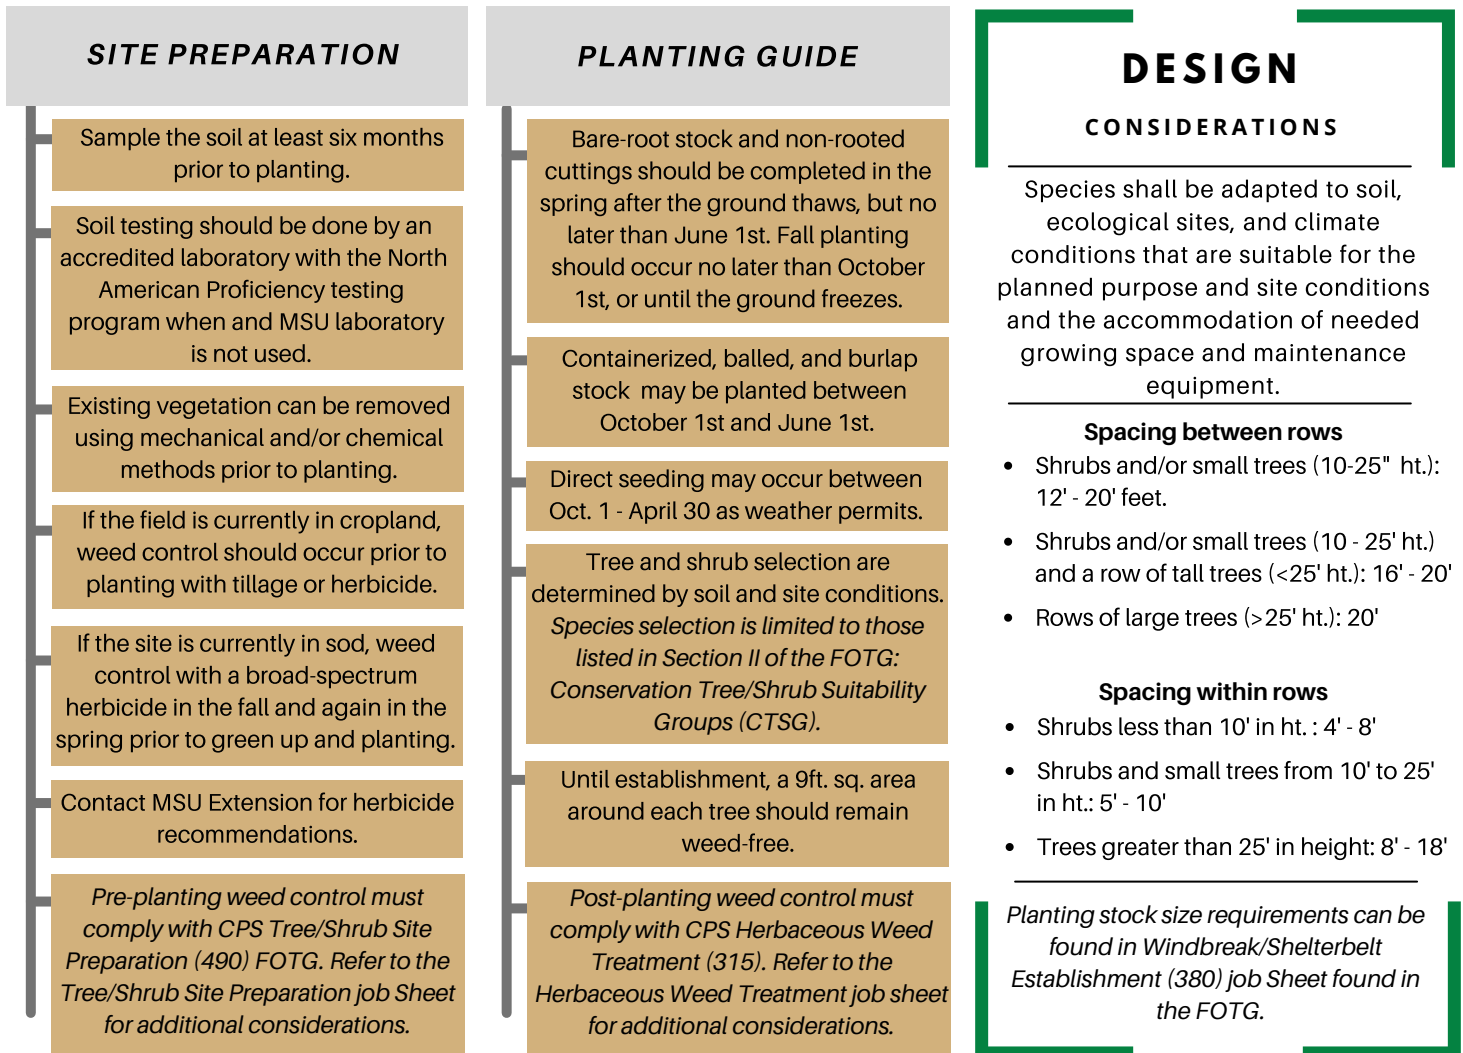 SITE PREPARATION
Sample the soil at least six months
prior to planting.
Soil testing should be done by an
accredited laboratory with the North
American Proficiency testing
program when and MSU laboratory
is not used.
Existing vegetation can be removed
using mechanical and/or chemical
methods prior to planting.
If the field is currently in cropland,
weed control should occur prior to
planting with tillage or herbicide.
If the site is currently in sod, weed
control with a broad-spectrum
herbicide in the fall and again in the
spring prior to green up and planting.
Contact MSU Extension for herbicide
recommendations.
Pre-planting weed control must
comply with CPS Tree/Shrub Site
Preparation (490) FOTG. Refer to the
Tree/Shrub Site Preparation job Sheet
for additional considerations.
PLANTING GUIDE
Bare-root stock and non-rooted
cuttings should be completed in the
spring after the ground thaws, but no
later than June 1st. Fall planting
should occur no later than October
1st, or until the ground freezes.
Containerized, balled, and burlap
stock  may be planted between
October 1st and June 1st.
Direct seeding may occur between
Oct. 1 - April 30 as weather permits.
Tree and shrub selection are
determined by soil and site conditions.
Species selection is limited to those
listed in Section II of the FOTG:
Conservation Tree/Shrub Suitability
Groups (CTSG).
Until establishment, a 9ft. sq. area
around each tree should remain
weed-free.
Post-planting weed control must
comply with CPS Herbaceous Weed
Treatment (315). Refer to the
Herbaceous Weed Treatment job sheet
for additional considerations.
DESIGN
CONSIDERATIONS
Species shall be adapted to soil,
ecological sites, and climate
conditions that are suitable for the
planned purpose and site conditions
and the accommodation of needed
growing space and maintenance
equipment.
Spacing between rows
• Shrubs and/or small trees (10-25"  ht.):
12' - 20' feet.
• Shrubs and/or small trees (10 - 25' ht.)
and a row of tall trees (<25' ht.): 16' - 20'
• Rows of large trees (>25' ht.): 20'
Spacing within rows
• Shrubs less than 10' in ht. : 4' - 8'
• Shrubs and small trees from 10' to 25'
in ht.: 5' - 10'
• Trees greater than 25' in height: 8' - 18'
Planting stock size requirements can be
found in Windbreak/Shelterbelt
Establishment (380) job Sheet found in
the FOTG.